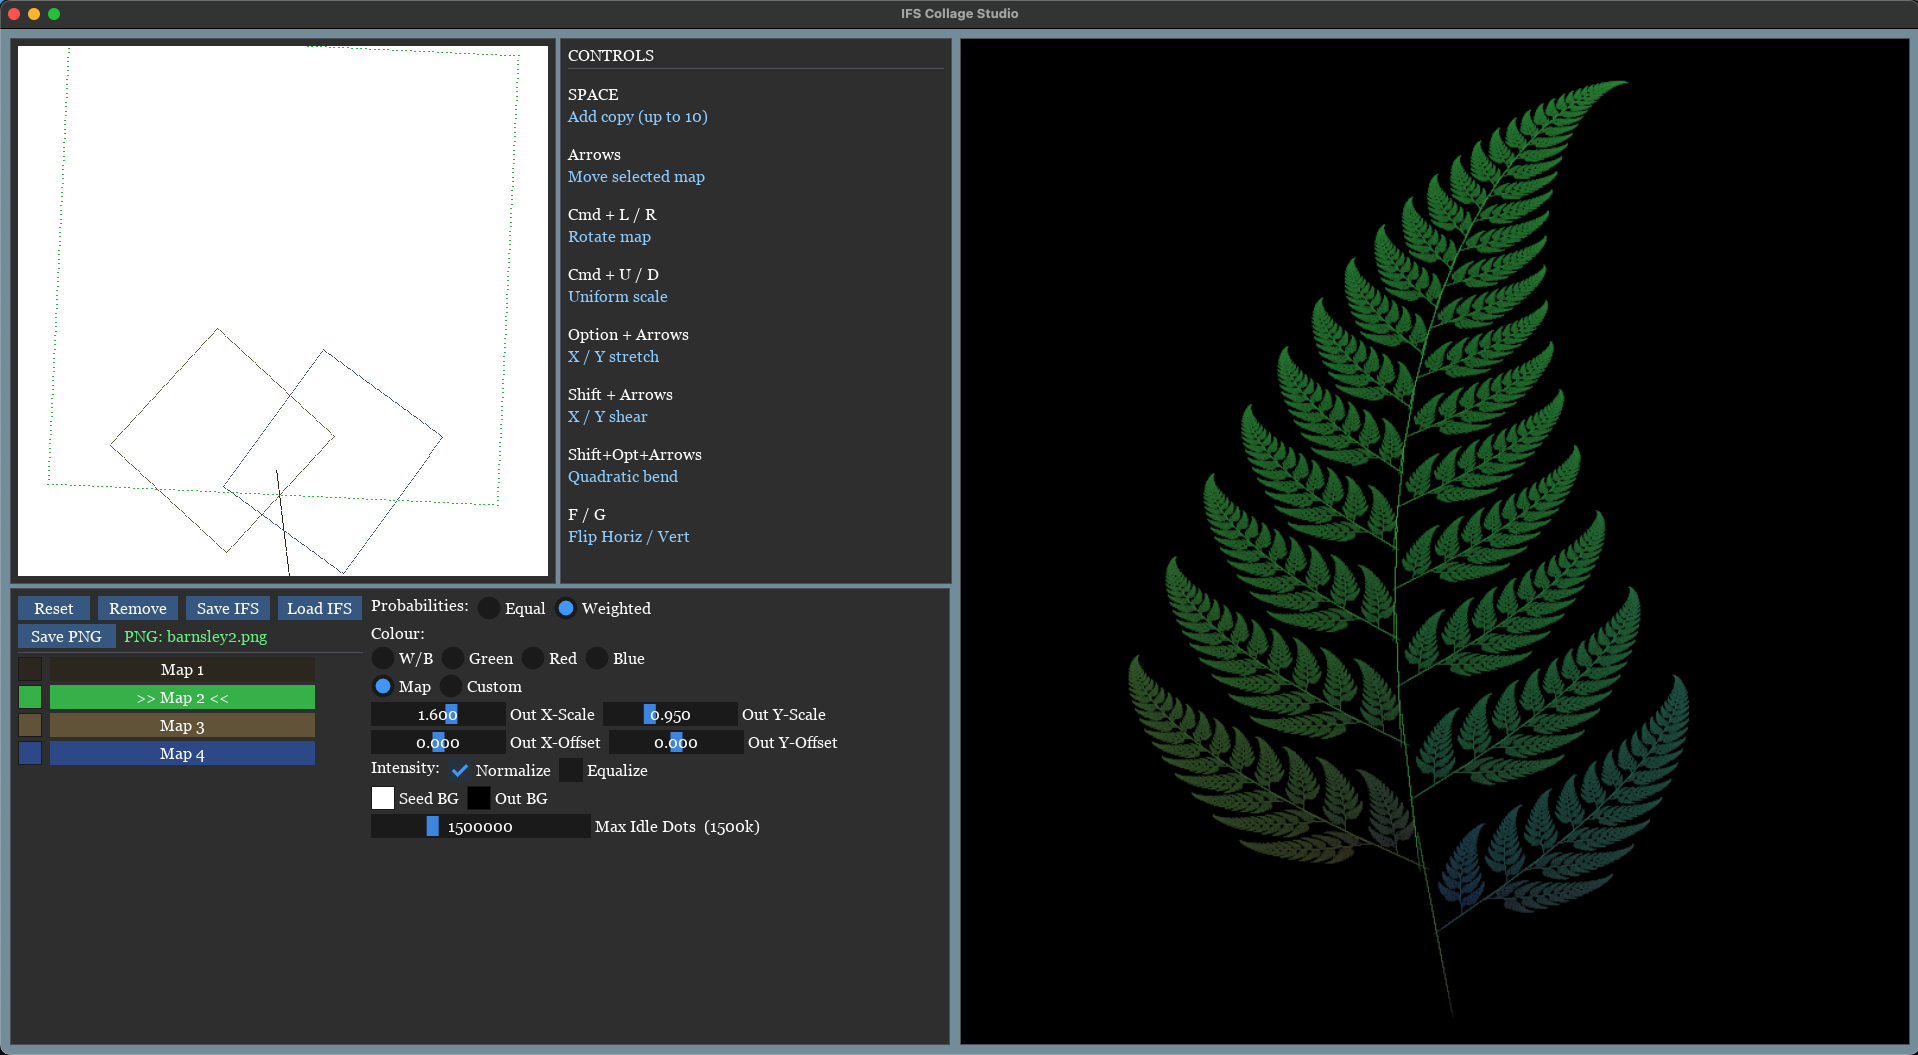 IFS Collage Studio
CONTROLS
SPACE
Add copy (up to 10)
Arrows
Move selected map
Cmd + L / R
Rotate map
Cmd + U / D
Uniform scale
Option + Arrows
X / Y stretch
Shift + Arrows
X / Y shear
Shift+Opt+Arrows
Quadratic bend
F / G
Flip Horiz / Vert
Reset Remove Save IFS Load IFS
Save PNG PNG: barnsley2.png
Map 1
>> Map 2 <<
Map 3
Map 4
Probabilities: Equal Weighted
Colour:
W/B Green Red Blue
Map Custom
1.600 Out X-Scale 0.950 Out Y-Scale
0.000 Out X-Offset 0.000 Out Y-Offset
Intensity: Normalize Equalize
Seed BG Out BG
1500000 Max Idle Dots (1500k)